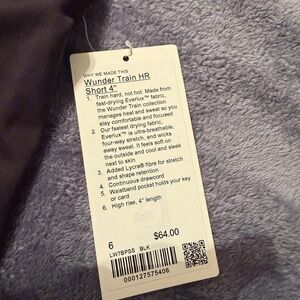 WHY WE MADE THIS
Wunder Train HR
Short 4"
1. Train hard, not hot. Made from
fast-drying Everlux™ fabric,
the Wunder Train collection
manages heat and sweat so you
stay comfortable and focused
2. Our fastest drying fabric,
Everlux™ is ultra-breathable,
four-way stretch, and wicks
away sweat. It feels soft on
the outside and cool and sleek
next to skin
3. Added Lycra® fibre for stretch
and shape retention
4. Continuous drawcord
5. Waistband pocket holds your key
or card
6. High rise, 4" length
6 $64.00
LW7BPSS BLK
000127575406